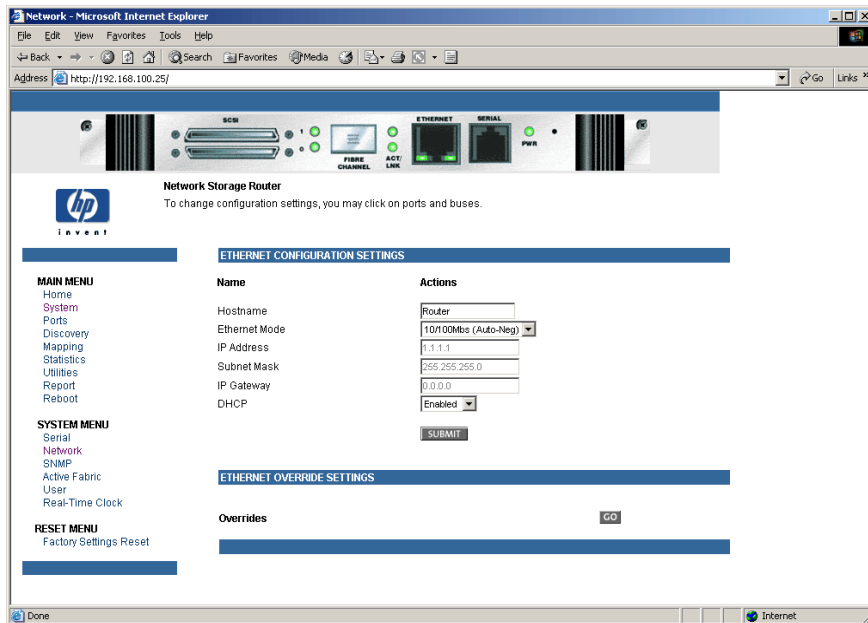 Network - Microsoft Internet Explorer
File Edit View Favorites Tools Help
Back Search Favorites Media
Address http://192.168.100.25/ Go Links »
SCSI ETHERNET SERIAL
1
0
FIBRE CHANNEL
ACT/ LNK
PWR
hp
invent
Network Storage Router
To change configuration settings, you may click on ports and buses.
MAIN MENU
Home
System
Ports
Discovery
Mapping
Statistics
Utilities
Report
Reboot
SYSTEM MENU
Serial
Network
SNMP
Active Fabric
User
Real-Time Clock
RESET MENU
Factory Settings Reset
ETHERNET CONFIGURATION SETTINGS
Name Actions
Hostname Router
Ethernet Mode 10/100Mbs (Auto-Neg)
IP Address 1.1.1.1
Subnet Mask 255.255.255.0
IP Gateway 0.0.0.0
DHCP Enabled
SUBMIT
ETHERNET OVERRIDE SETTINGS
Overrides GO
Done Internet